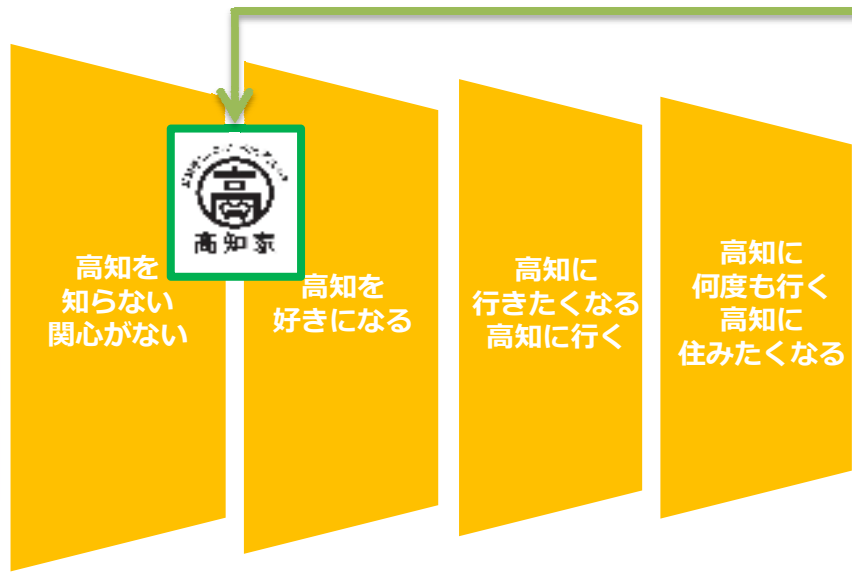 高
高知家
高知を
知らない
関心がない
高知を
好きになる
高知に
行きたくなる
高知に行く
高知に
何度も行く
高知に
住みたくなる